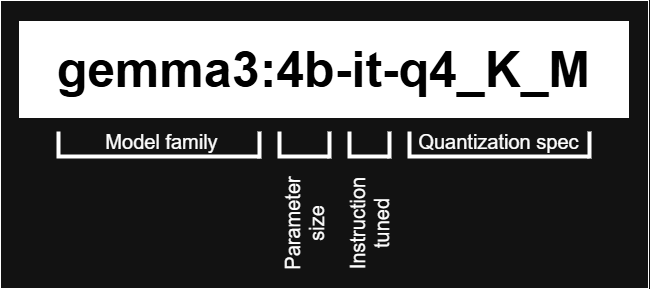 gemma3:4b-it-q4_K_M
Model family
Quantization spec
Parameter
size
Instruction
tuned